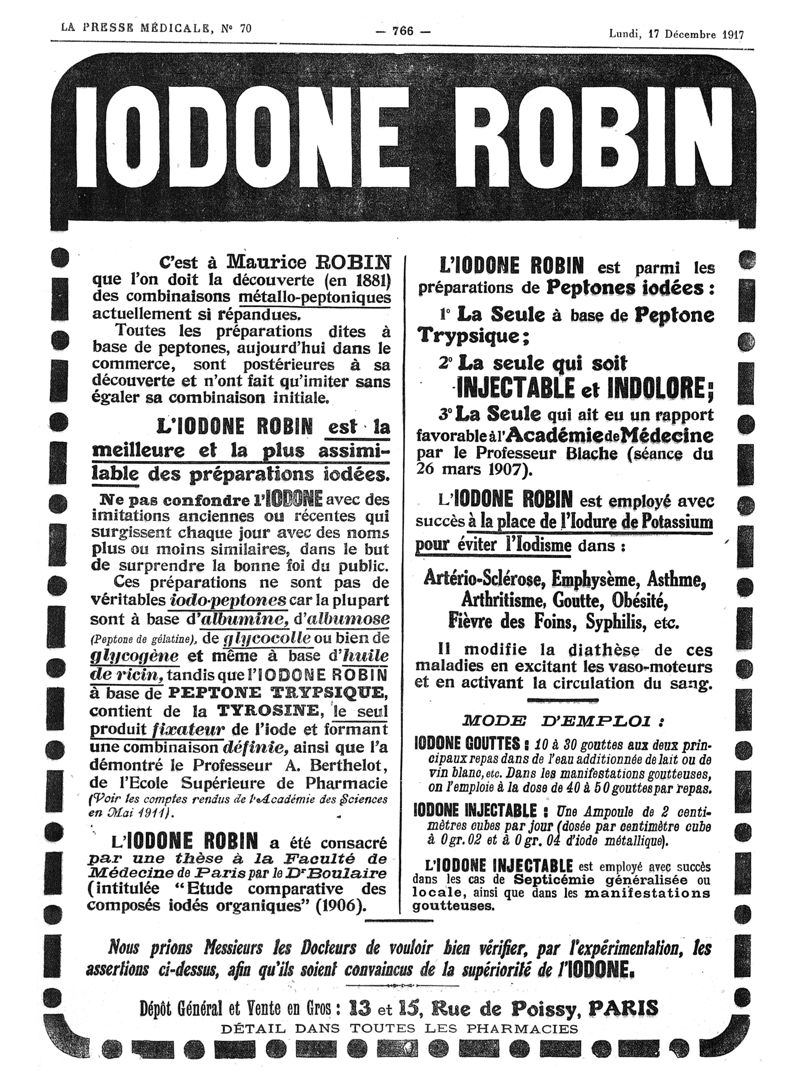 LA PRESSE MÉDICALE, N° 70
— 766 —
Lundi, 17 Décembre 1917
IODONE ROBIN
C'est à Maurice ROBIN
que l'on doit la découverte (en 1881)
des combinaisons métallo-peptoniques
actuellement si répandues.
Toutes les préparations dites à
base de peptones, aujourd'hui dans le
commerce, sont postérieures à sa
découverte et n'ont fait qu'imiter sans
égaler sa combinaison initiale.
L'IODONE ROBIN est la
meilleure et la plus assimi-
lable des préparations iodées.
Ne pas confondre l'IODONE avec des
imitations anciennes ou récentes qui
surgissent chaque jour avec des noms
plus ou moins similaires, dans le but
de surprendre la bonne foi du public.
Ces préparations ne sont pas de
véritables iodo-peptones car la plupart
sont à base d'albumine, d'albumose
(Peptone de gélatine), de glycocolle ou bien de
glycogène et même à base d'huile
de ricin, tandis que l'IODONE ROBIN
à base de PEPTONE TRYPSIQUE,
contient de la TYROSINE, le seul
produit fixateur de l'iode et formant
une combinaison définie, ainsi que l'a
démontré le Professeur A. Berthelot,
de l'Ecole Supérieure de Pharmacie
(Voir les comptes rendus de l'Académie des Sciences
en Mai 1911).
L'IODONE ROBIN a été consacré
par une thèse à la Faculté de
Médecine de Paris par le Dr Boulaire
(intitulée "Etude comparative des
composés iodés organiques" (1906).
L'IODONE ROBIN est parmi les
préparations de Peptones iodées :
1° La Seule à base de Peptone
Trypsique ;
2° La seule qui soit
INJECTABLE et INDOLORE ;
3° La Seule qui ait eu un rapport
favorable à l'Académie de Médecine
par le Professeur Blache (séance du
26 mars 1907).
L'IODONE ROBIN est employé avec
succès à la place de l'Iodure de Potassium
pour éviter l'Iodisme dans :
Artério-Sclérose, Emphysème, Asthme,
Arthritisme, Goutte, Obésité,
Fièvre des Foins, Syphilis, etc.
Il modifie la diathèse de ces
maladies en excitant les vaso-moteurs
et en activant la circulation du sang.
MODE D'EMPLOI :
IODONE GOUTTES : 10 à 30 gouttes aux deux prin-
cipaux repas dans de l'eau additionnée de lait ou de
vin blanc, etc. Dans les manifestations goutteuses,
on l'emploie à la dose de 40 à 50 gouttes par repas.
IODONE INJECTABLE : Une Ampoule de 2 centi-
mètres cubes par jour (dosée par centimètre cube
à 0 gr. 02 et à 0 gr. 04 d'iode métallique).
L'IODONE INJECTABLE est employé avec succès
dans les cas de Septicémie généralisée ou
locale, ainsi que dans les manifestations
goutteuses.
Nous prions Messieurs les Docteurs de vouloir bien vérifier, par l'expérimentation, les
assertions ci-dessus, afin qu'ils soient convaincus de la supériorité de l'IODONE.
Dépôt Général et Vente en Gros : 13 et 15, Rue de Poissy, PARIS
DÉTAIL DANS TOUTES LES PHARMACIES